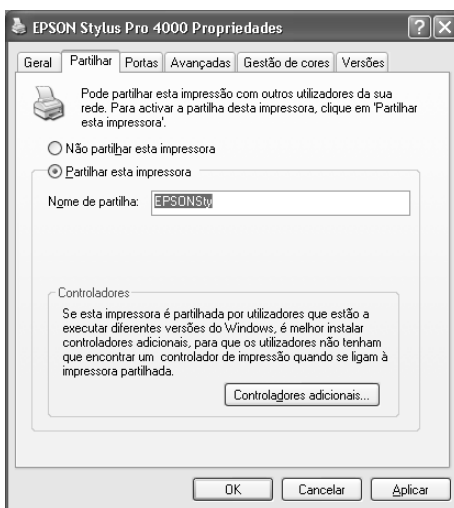 EPSON Stylus Pro 4000 Propriedades
Geral Partilhar Portas Avançadas Gestão de cores Versões
Pode partilhar esta impressão com outros utilizadores da sua
rede. Para activar a partilha desta impressora, clique em 'Partilhar
esta impressora'.
Não partilhar esta impressora
Partilhar esta impressora
Nome de partilha: EPSONSty
Controladores
Se esta impressora é partilhada por utilizadores que estão a
executar diferentes versões do Windows, é melhor instalar
controladores adicionais, para que os utilizadores não tenham
que encontrar um controlador de impressão quando se ligam à
impressora partilhada.
Controladores adicionais...
OK Cancelar Aplicar